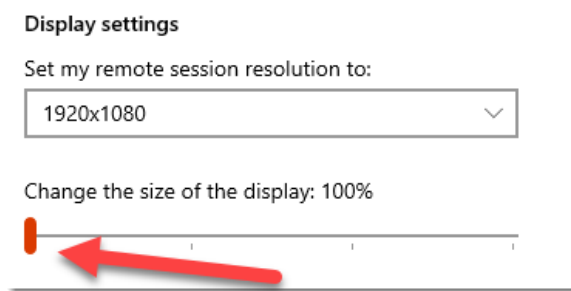 Display settings
Set my remote session resolution to:
1920x1080
Change the size of the display: 100%